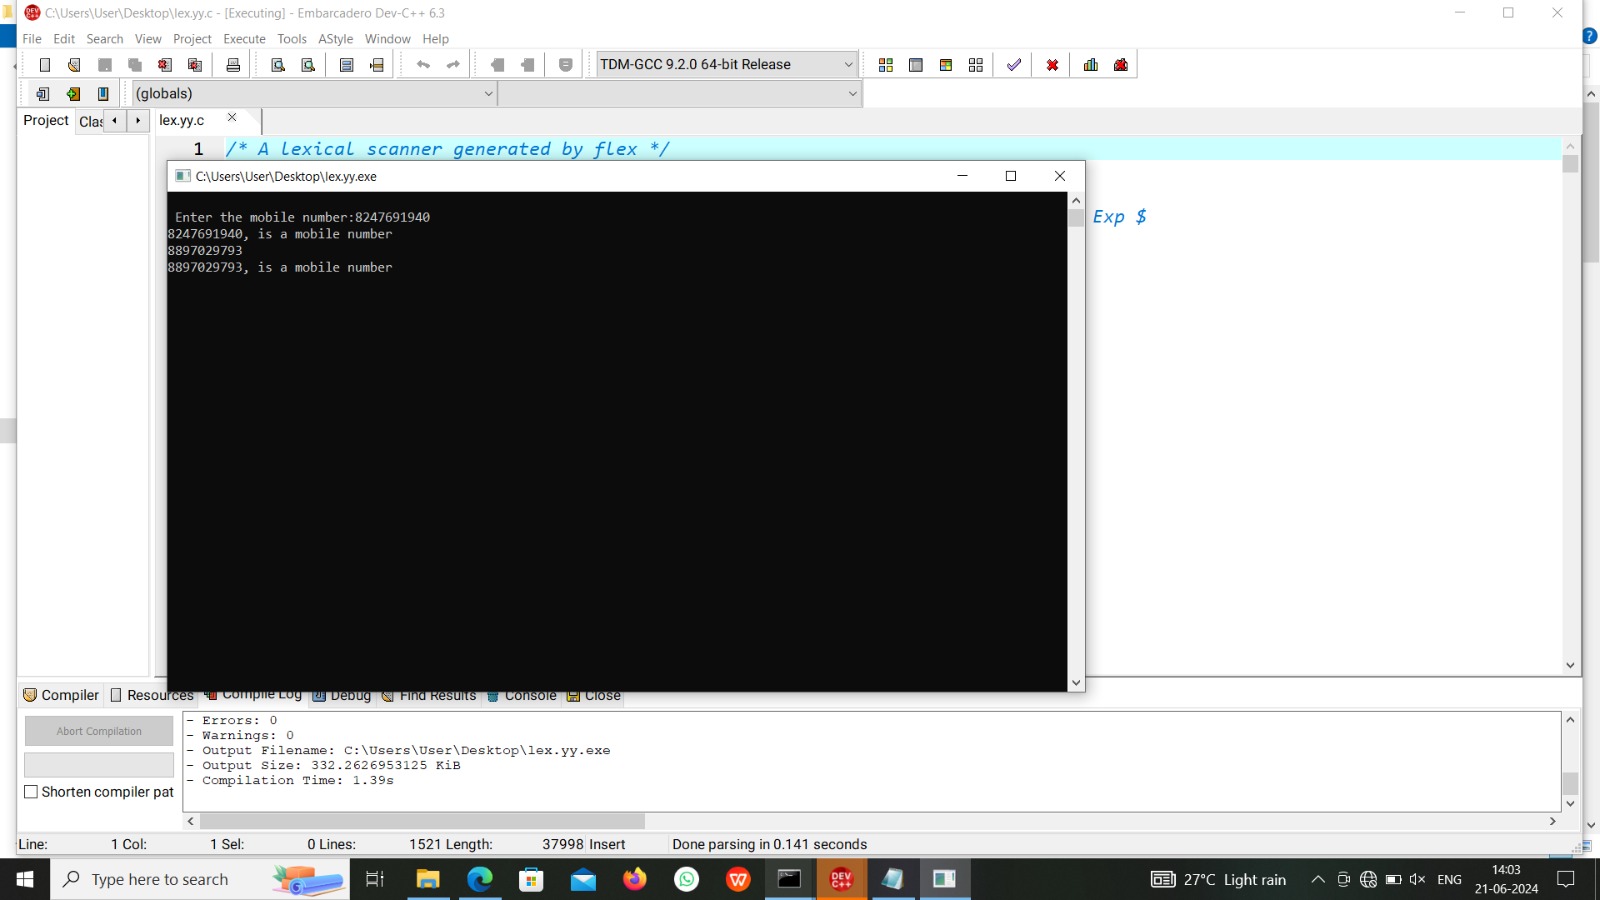 C:\Users\User\Desktop\lex.yy.c - [Executing] - Embarcadero Dev-C++ 6.3
File Edit Search View Project Execute Tools AStyle Window Help
TDM-GCC 9.2.0 64-bit Release
(globals)
Project Clas lex.yy.c
1 /* A lexical scanner generated by flex */
C:\Users\User\Desktop\lex.yy.exe
Enter the mobile number:8247691940
8247691940, is a mobile number
8897029793
8897029793, is a mobile number
Exp $
Compiler Resources Compile Log Debug Find Results Console Close
Abort Compilation
Shorten compiler pat
- Errors: 0
- Warnings: 0
- Output Filename: C:\Users\User\Desktop\lex.yy.exe
- Output Size: 332.2626953125 KiB
- Compilation Time: 1.39s
Line: 1 Col: 1 Sel: 0 Lines: 1521 Length: 37998 Insert Done parsing in 0.141 seconds
Type here to search
DEV C++
27°C Light rain
ENG
14:03
21-06-2024